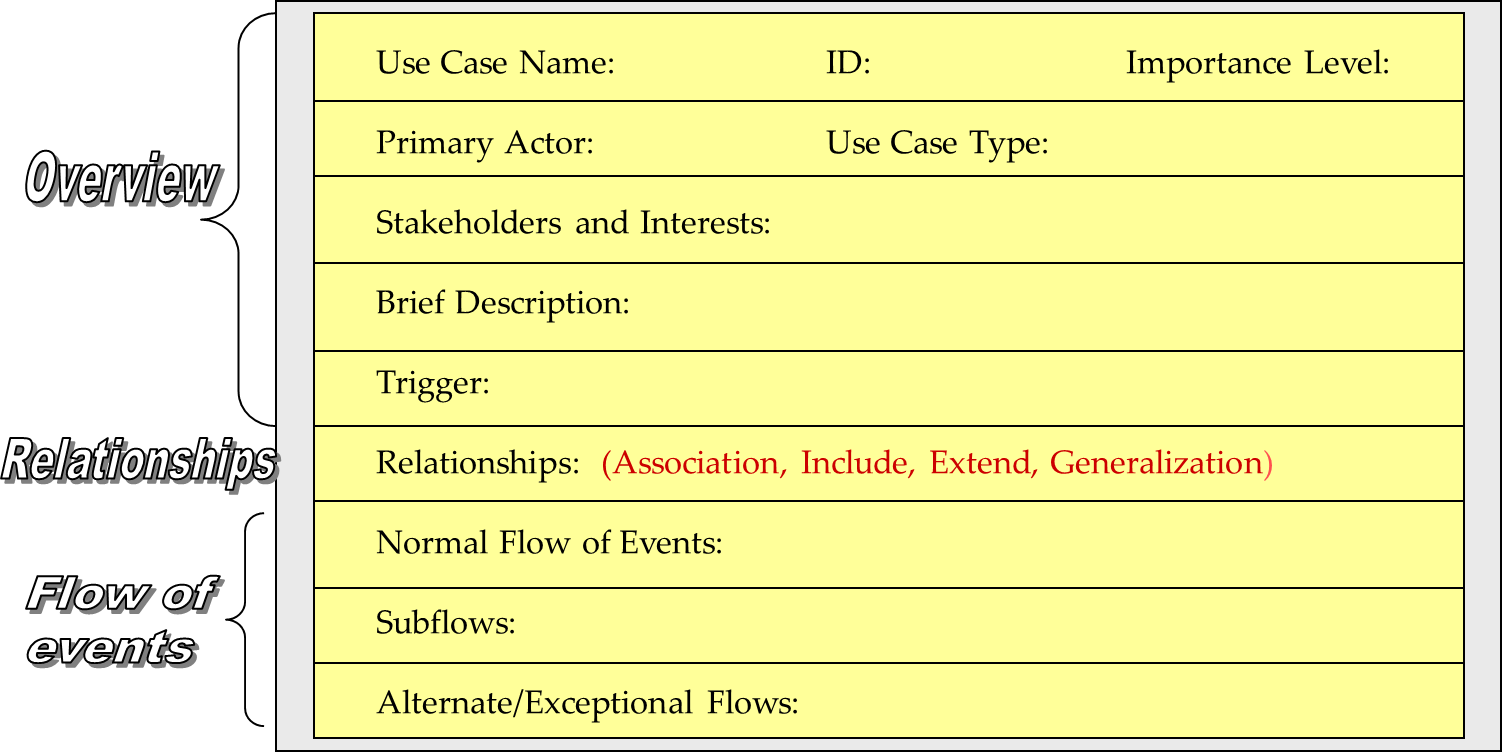 Overview
Use Case Name: ID: Importance Level:
Primary Actor: Use Case Type:
Stakeholders and Interests:
Brief Description:
Trigger:
Relationships
Relationships: (Association, Include, Extend, Generalization)
Flow of
events
Normal Flow of Events:
Subflows:
Alternate/Exceptional Flows: